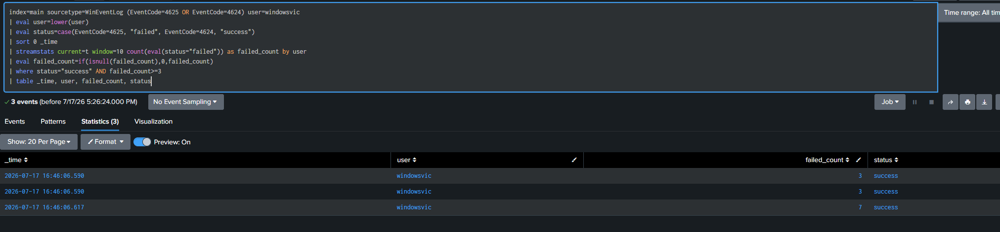 index=main sourcetype=WinEventLog (EventCode=4625 OR EventCode=4624) user=windowsvic
Time range: All tim
| eval user=lower(user)
| eval status=case(EventCode=4625, "failed", EventCode=4624, "success")
| sort 0 _time
| streamstats current=t window=10 count(eval(status="failed")) as failed_count by user
| eval failed_count=if(isnull(failed_count),0,failed_count)
| where status="success" AND failed_count>=3
| table _time, user, failed_count, status
3 events (before 7/17/26 5:26:24.000 PM) No Event Sampling Job
Events Patterns Statistics (3) Visualization
Show: 20 Per Page Format Preview: On
_time user failed_count status
2026-07-17 16:46:06.590 windowsvic 3 success
2026-07-17 16:46:06.590 windowsvic 3 success
2026-07-17 16:46:06.617 windowsvic 7 success